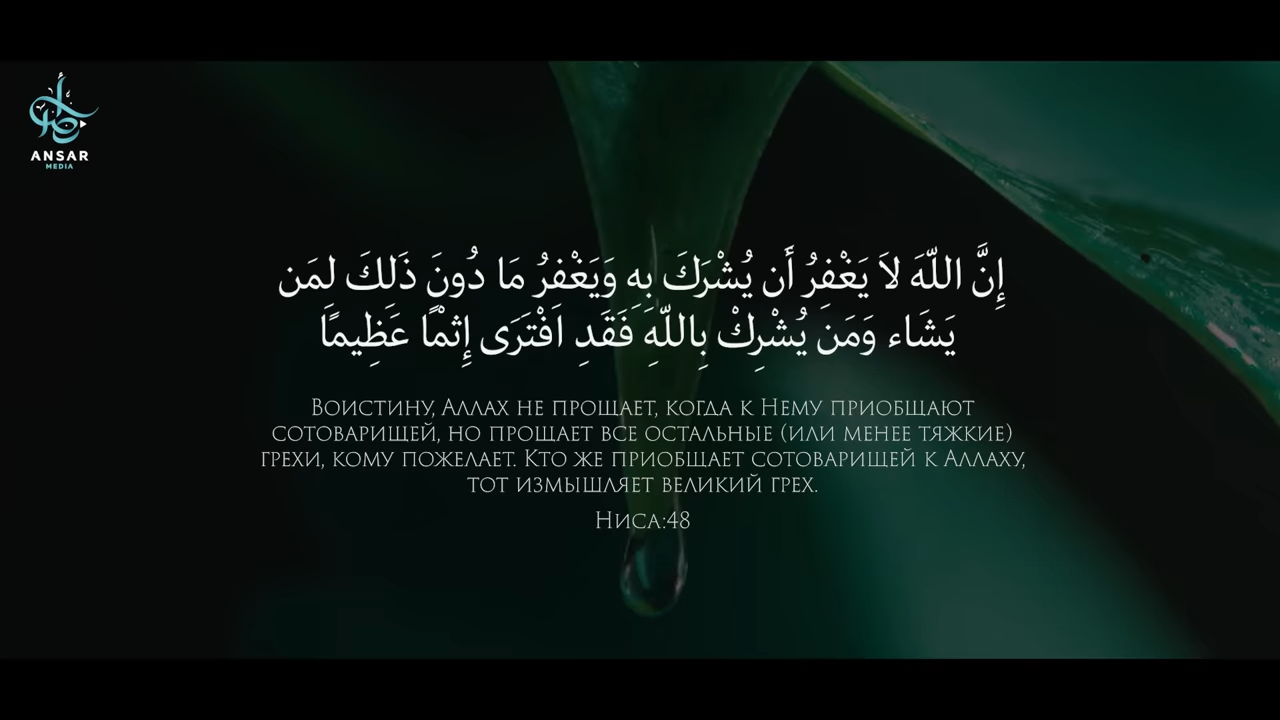 ANSAR
MEDIA
إِنَّ اللّهَ لاَ يَغْفِرُ أَن يُشْرَكَ بِهِ وَيَغْفِرُ مَا دُونَ ذَلِكَ لِمَن
يَشَاء وَمَن يُشْرِكْ بِاللّهِ فَقَدِ افْتَرَى إِثْمًا عَظِيمًا
Воистину, Аллах не прощает, когда к Нему приобщают
сотоварищей, но прощает все остальные (или менее тяжкие)
грехи, кому пожелает. Кто же приобщает сотоварищей к Аллаху,
тот измышляет великий грех.
Ниса:48